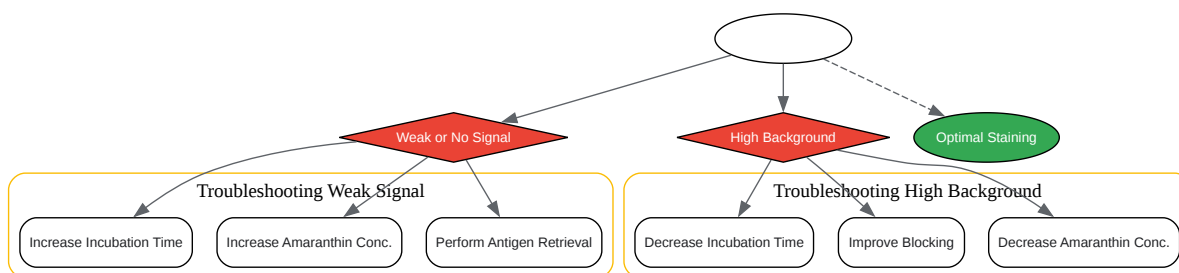 Weak or No Signal
High Background
Optimal Staining
Troubleshooting Weak Signal
Troubleshooting High Background
Increase Incubation Time
Increase Amaranthin Conc.
Perform Antigen Retrieval
Decrease Incubation Time
Improve Blocking
Decrease Amaranthin Conc.